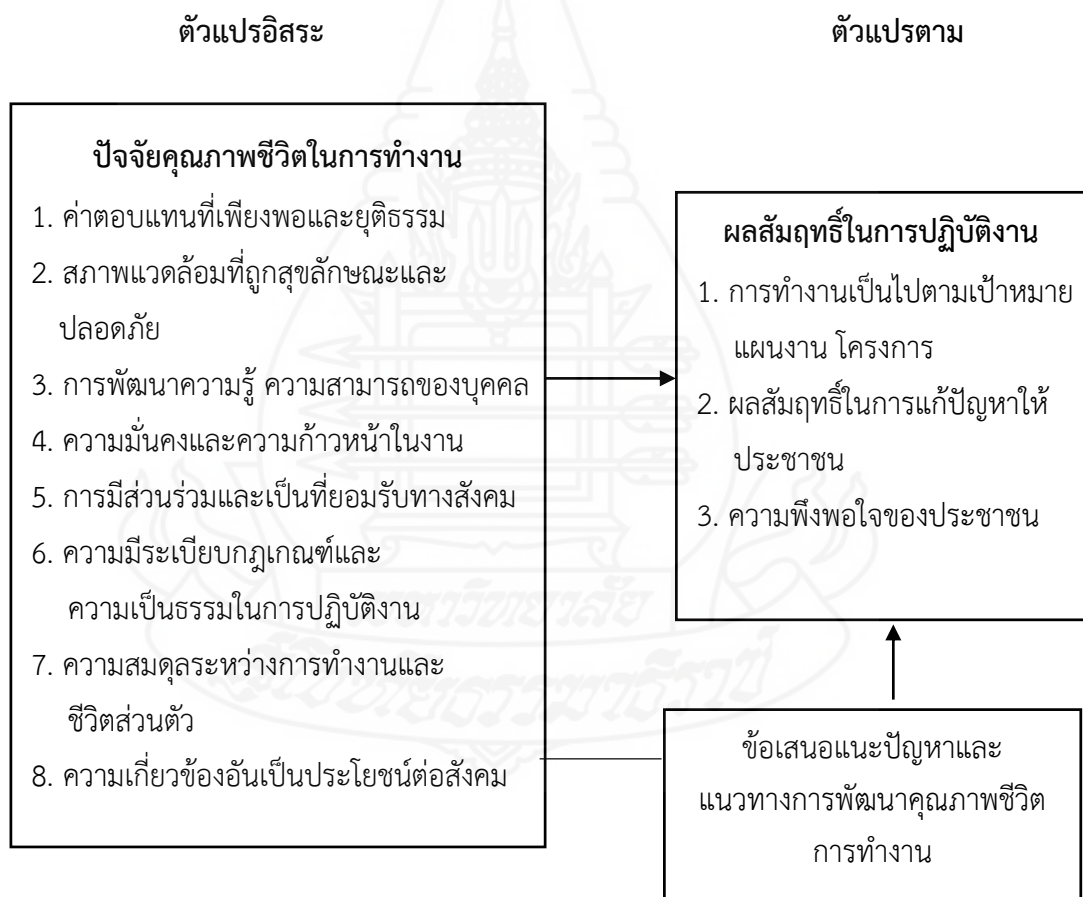 ตัวแปรอิสระ
ตัวแปรตาม
ปัจจัยคุณภาพชีวิตในการทำงาน
1. ค่าตอบแทนที่เพียงพอและยุติธรรม
2. สภาพแวดล้อมที่ถูกสุขลักษณะและ
ปลอดภัย
3. การพัฒนาความรู้ ความสามารถของบุคคล
4. ความมั่นคงและความก้าวหน้าในงาน
5. การมีส่วนร่วมและเป็นที่ยอมรับทางสังคม
6. ความมีระเบียบกฎเกณฑ์และ
ความเป็นธรรมในการปฏิบัติงาน
7. ความสมดุลระหว่างการทำงานและ
ชีวิตส่วนตัว
8. ความเกี่ยวข้องอันเป็นประโยชน์ต่อสังคม
ผลสัมฤทธิ์ในการปฏิบัติงาน
1. การทำงานเป็นไปตามเป้าหมาย
แผนงาน โครงการ
2. ผลสัมฤทธิ์ในการแก้ปัญหาให้
ประชาชน
3. ความพึงพอใจของประชาชน
ข้อเสนอแนะปัญหาและ
แนวทางการพัฒนาคุณภาพชีวิต
การทำงาน
มหาวิทยาลัย
สุโขทัยธรรมาธิราช